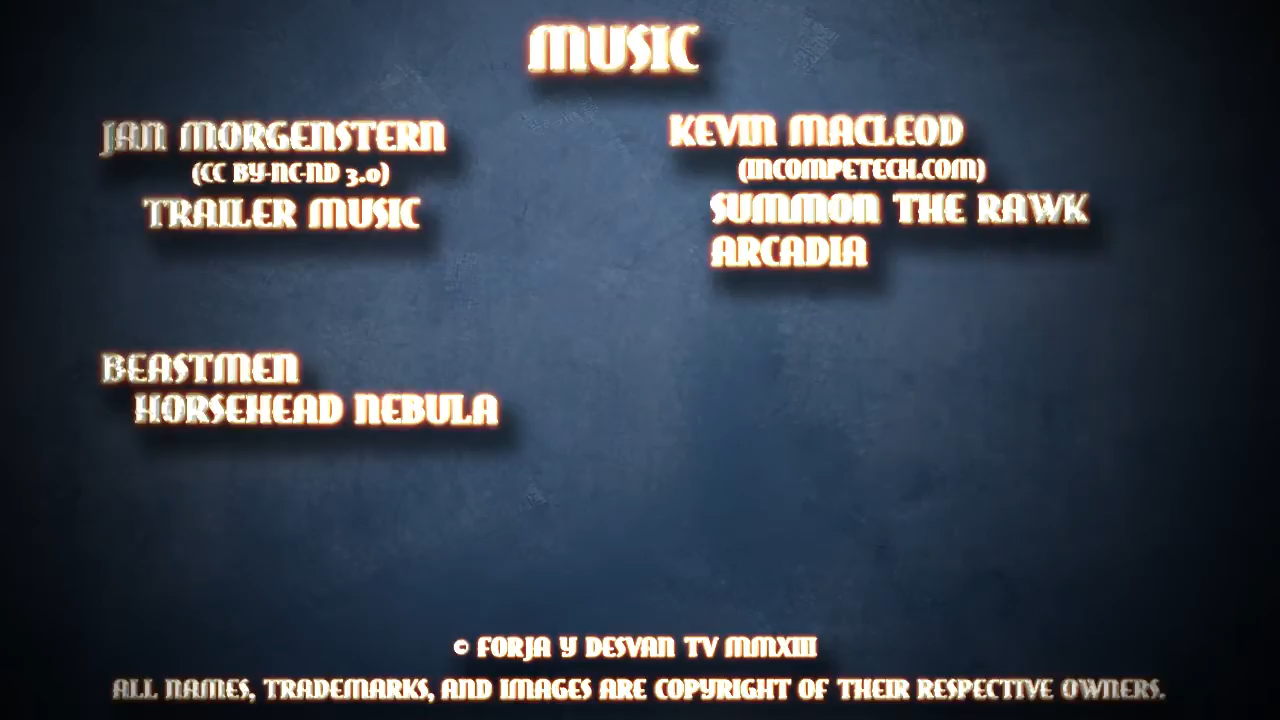 MUSIC
JAN MORGENSTERN
(CC BY-NC-ND 3.0)
TRAILER MUSIC
KEVIN MACLEOD
(INCOMPETECH.COM)
SUMMON THE RAWK
ARCADIA
BEASTMEN
HORSEHEAD NEBULA
© FORJA Y DESVAN TV MMXIII
ALL NAMES, TRADEMARKS, AND IMAGES ARE COPYRIGHT OF THEIR RESPECTIVE OWNERS.